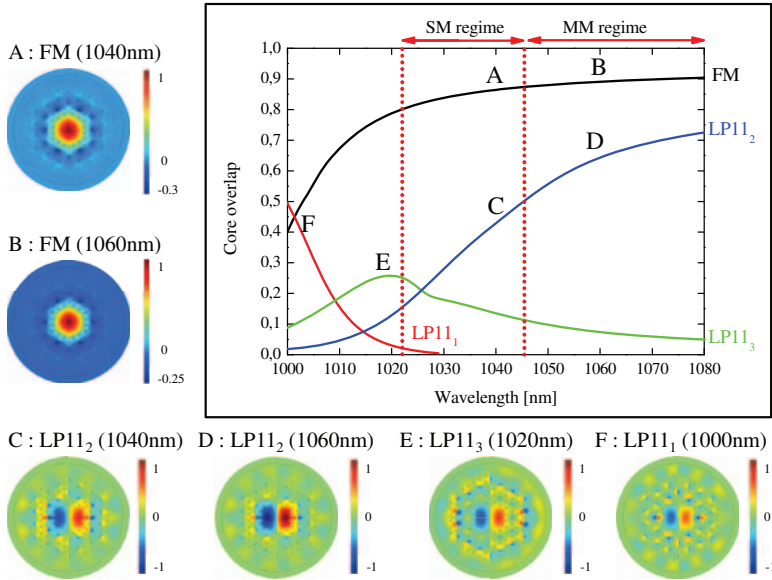 A : FM (1040nm)
1
0
-0.3
B : FM (1060nm)
1
0
-0.25
SM regime
MM regime
1,0
0,9
0,8
0,7
0,6
0,5
0,4
0,3
0,2
0,1
0,0
Core overlap
A
B
C
D
E
F
FM
LP11₂
LP11₁
LP11₃
1000 1010 1020 1030 1040 1050 1060 1070 1080
Wavelength [nm]
C : LP11₂ (1040nm)
1
0
-1
D : LP11₂ (1060nm)
1
0
-1
E : LP11₃ (1020nm)
1
0
-1
F : LP11₁ (1000nm)
1
0
-1